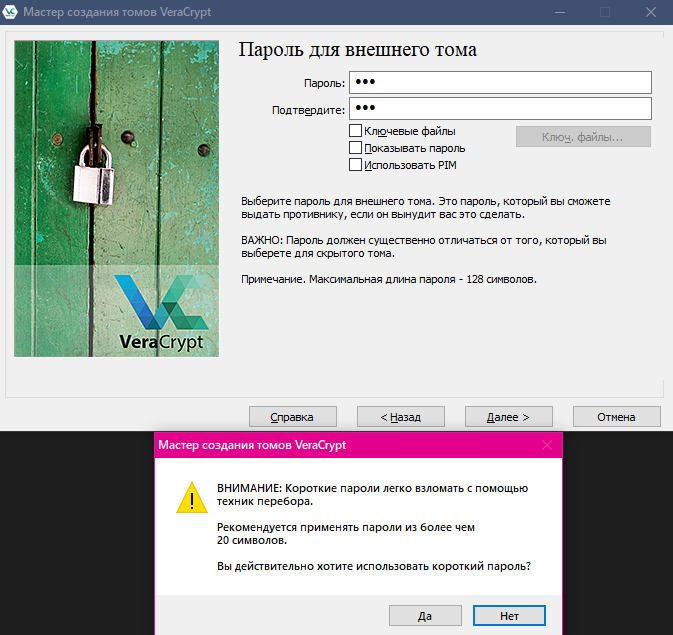 Мастер создания томов VeraCrypt
Пароль для внешнего тома
Пароль: •••
Подтвердите: •••
Ключевые файлы
Ключ. файлы...
Показывать пароль
Использовать PIM
Выберите пароль для внешнего тома. Это пароль, который вы сможете
выдать противнику, если он вынудит вас это сделать.
ВАЖНО: Пароль должен существенно отличаться от того, который вы
выберете для скрытого тома.
Примечание. Максимальная длина пароля - 128 символов.
VeraCrypt
Справка
< Назад
Далее >
Отмена
Мастер создания томов VeraCrypt
ВНИМАНИЕ: Короткие пароли легко взломать с помощью
техник перебора.
Рекомендуется применять пароли из более чем
20 символов.
Вы действительно хотите использовать короткий пароль?
Да
Нет